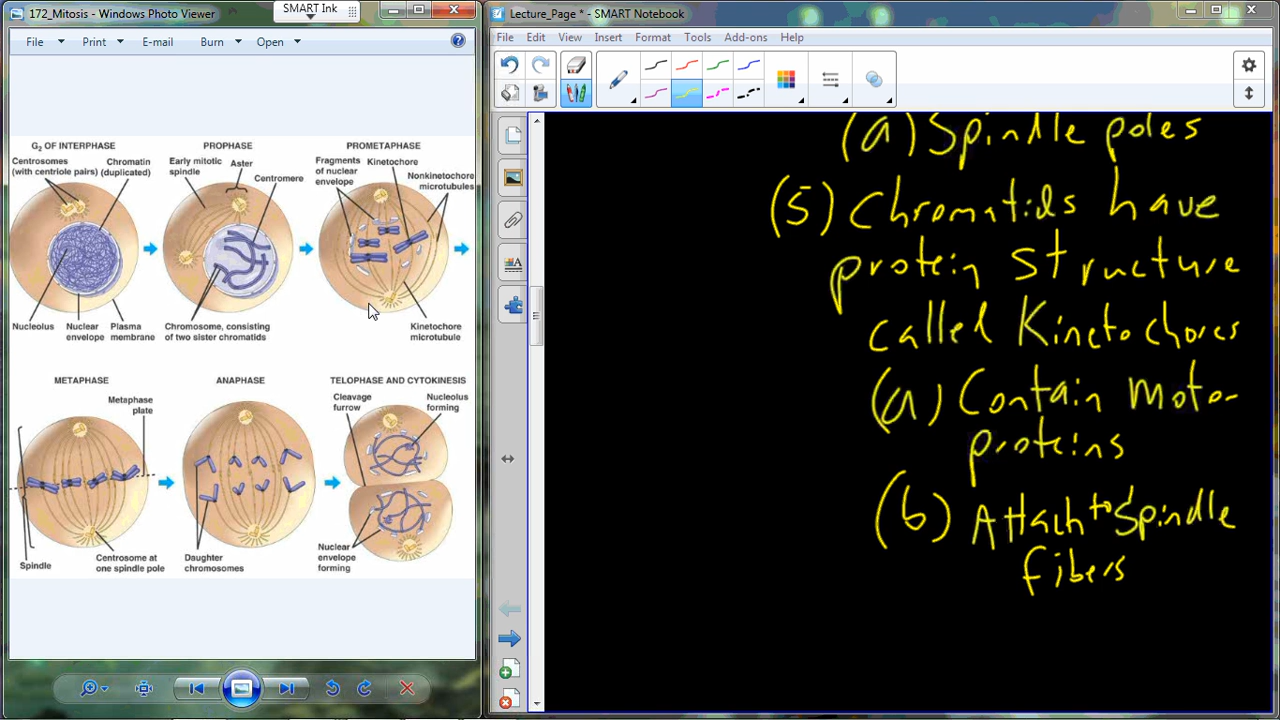 172_Mitosis - Windows Photo Viewer
SMART Ink
File Print E-mail Burn Open
G2 OF INTERPHASE
Centrosomes
(with centriole pairs)
Chromatin
(duplicated)
Nucleolus
Nuclear
envelope
Plasma
membrane
PROPHASE
Early mitotic
spindle
Aster
Centromere
Chromosome, consisting
of two sister chromatids
PROMETAPHASE
Fragments
of nuclear
envelope
Kinetochore
Nonkinetochore
microtubules
Kinetochore
microtubule
METAPHASE
Metaphase
plate
Spindle
Centrosome at
one spindle pole
ANAPHASE
Daughter
chromosomes
TELOPHASE AND CYTOKINESIS
Cleavage
furrow
Nucleolus
forming
Nuclear
envelope
forming
Lecture_Page * - SMART Notebook
File Edit View Insert Format Tools Add-ons Help
(a) Spindle poles
(5) Chromatids have
protein structure
called Kinetochores
(a) Contain Motor
proteins
(b) Attach to Spindle
fibers